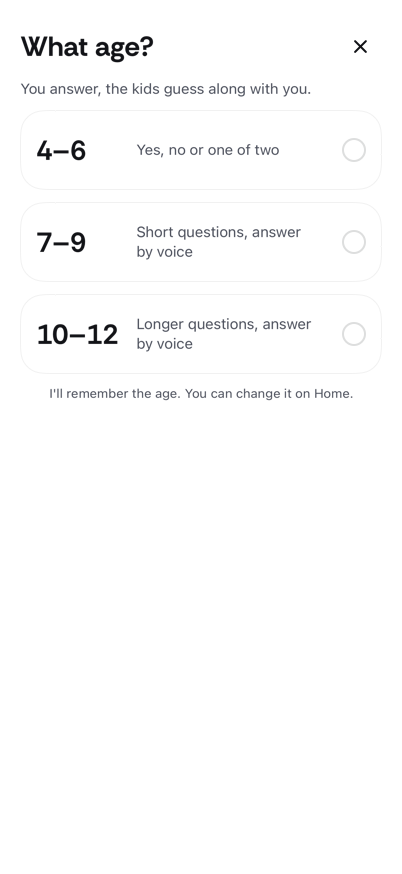 What age?
You answer, the kids guess along with you.
4–6
Yes, no or one of two
7–9
Short questions, answer
by voice
10–12
Longer questions, answer
by voice
I'll remember the age. You can change it on Home.